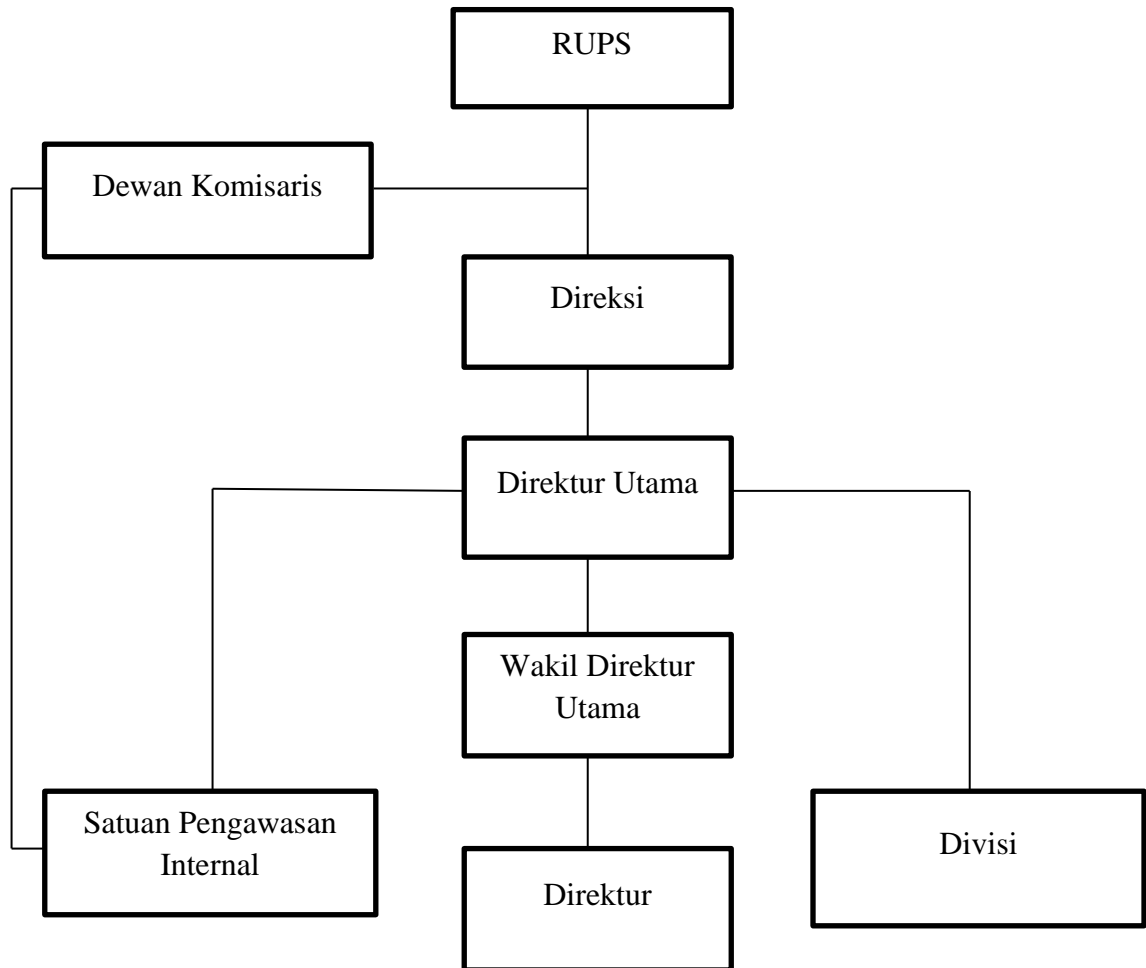 RUPS
Dewan Komisaris
Direksi
Direktur Utama
Wakil Direktur
Utama
Satuan Pengawasan
Internal
Divisi
Direktur